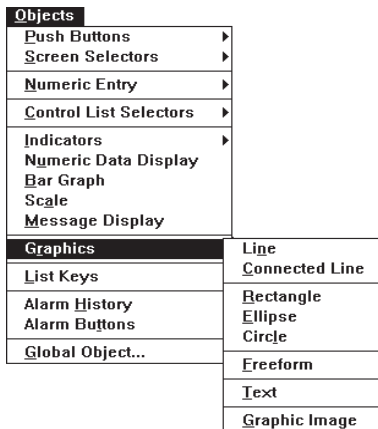 Objects
Push Buttons
Screen Selectors
Numeric Entry
Control List Selectors
Indicators
Numeric Data Display
Bar Graph
Scale
Message Display
Graphics
List Keys
Alarm History
Alarm Buttons
Global Object...
Line
Connected Line
Rectangle
Ellipse
Circle
Freeform
Text
Graphic Image